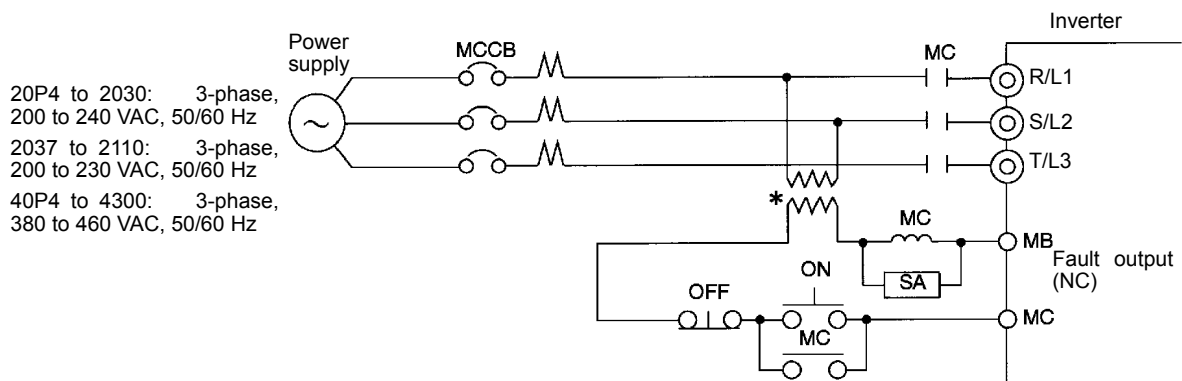 Inverter
Power
supply
MCCB
MC
20P4 to 2030: 3-phase,
200 to 240 VAC, 50/60 Hz
2037 to 2110: 3-phase,
200 to 230 VAC, 50/60 Hz
40P4 to 4300: 3-phase,
380 to 460 VAC, 50/60 Hz
~
R/L1
S/L2
T/L3
*
MC
MB
Fault output
(NC)
SA
ON
OFF
MC
MC